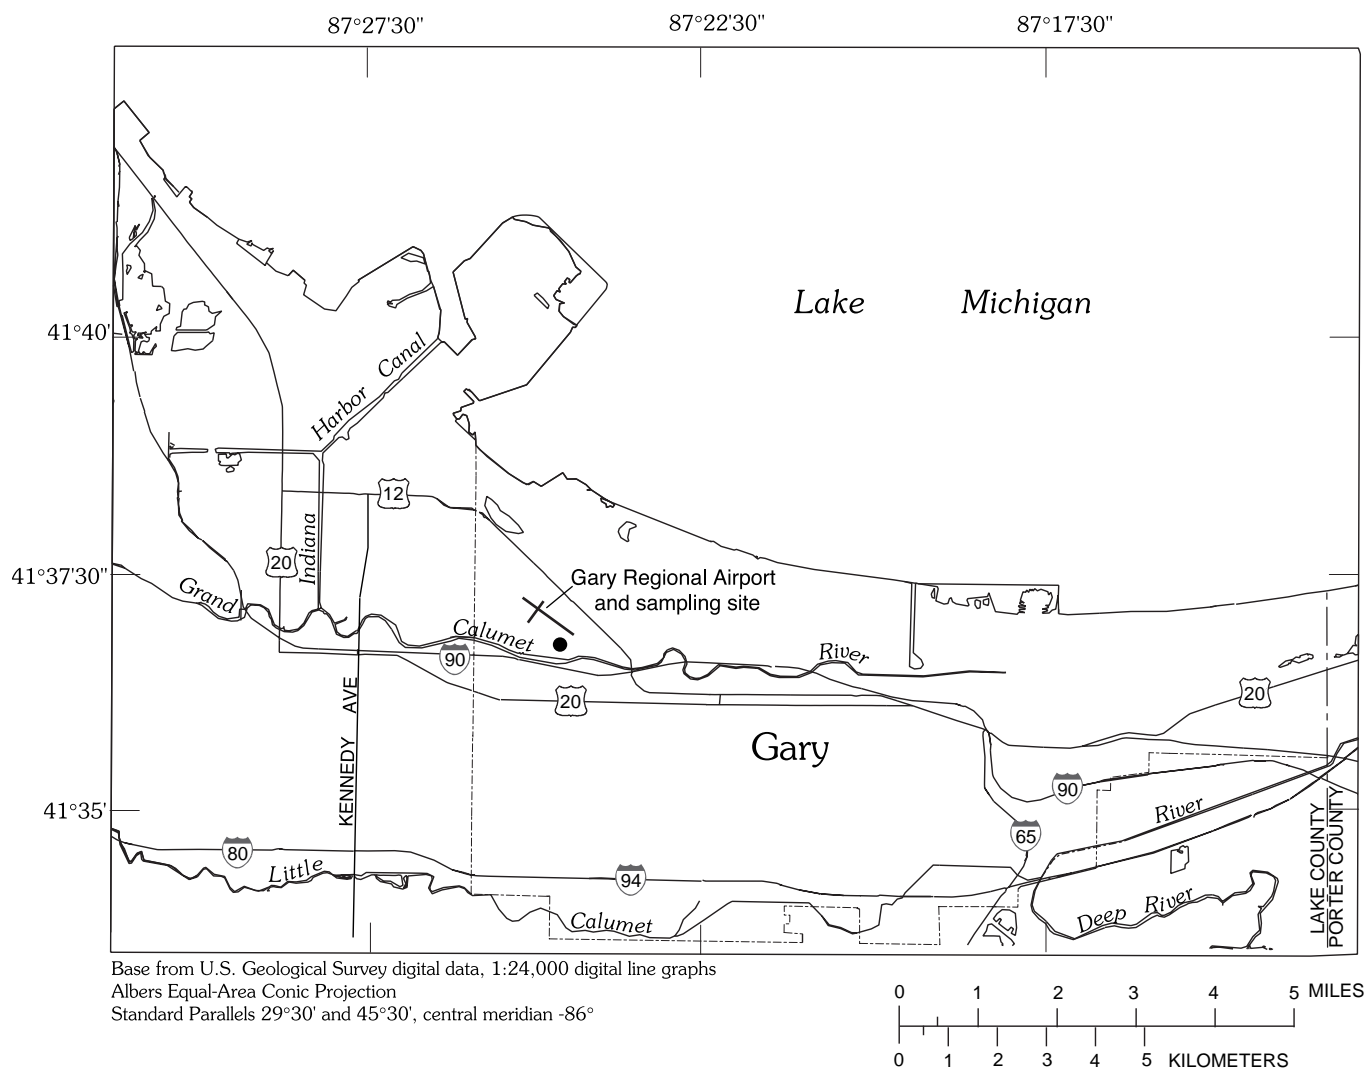 87°27'30" 87°22'30" 87°17'30"
Lake Michigan
41°40'
Harbor Canal
12
Indiana
20
41°37'30"
Gary Regional Airport
and sampling site
Grand
Calumet
River
90
20
20
Gary
KENNEDY AVE
90
41°35'
River
65
80
Little
94
LAKE COUNTY
PORTER COUNTY
Calumet
Deep River
Base from U.S. Geological Survey digital data, 1:24,000 digital line graphs
Albers Equal-Area Conic Projection
Standard Parallels 29°30' and 45°30', central meridian -86°
0 1 2 3 4 5 MILES
0 1 2 3 4 5 KILOMETERS